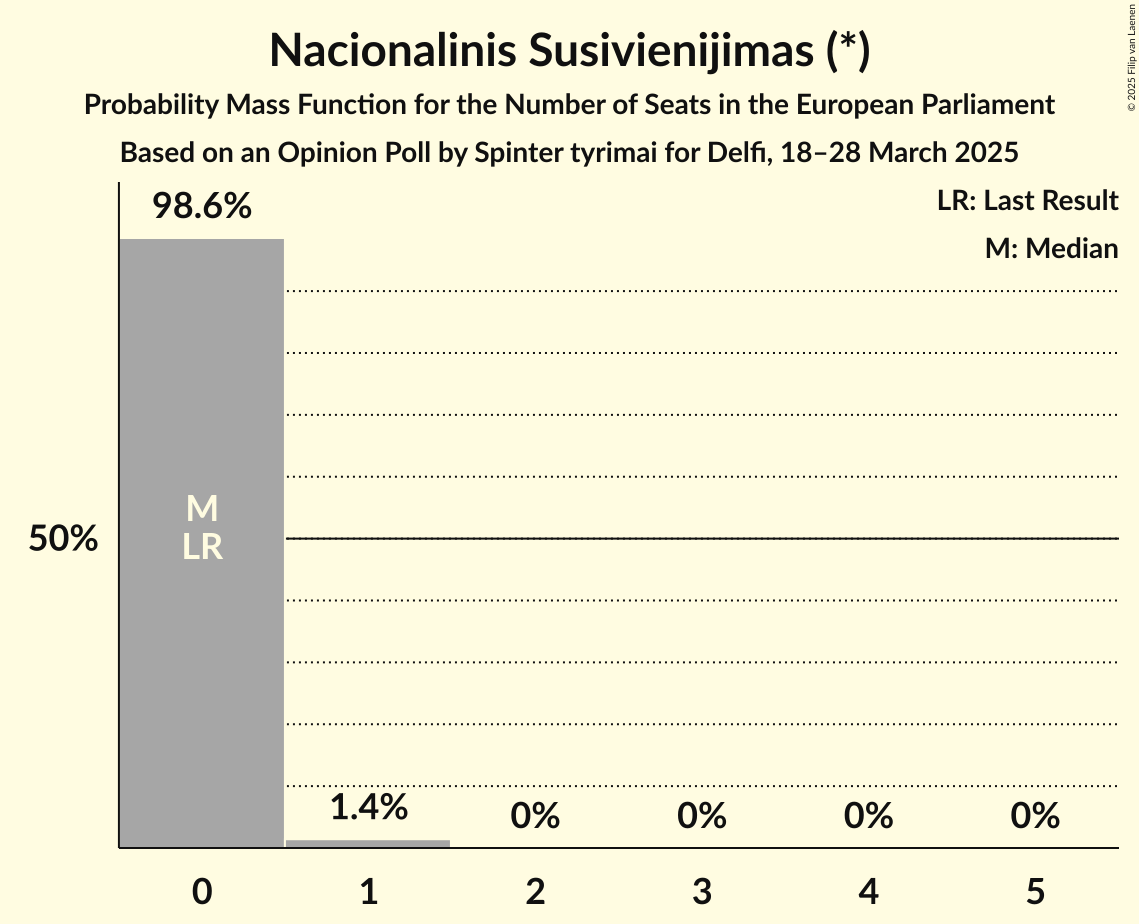 Nacionalinis Susivienijimas (*)
Probability Mass Function for the Number of Seats in the European Parliament
Based on an Opinion Poll by Spinter tyrimai for Delfi, 18–28 March 2025
© 2025 Filip van Laenen
LR: Last Result
M: Median
98.6%
M
LR
50%
1.4%
0%
0%
0%
0%
0
1
2
3
4
5